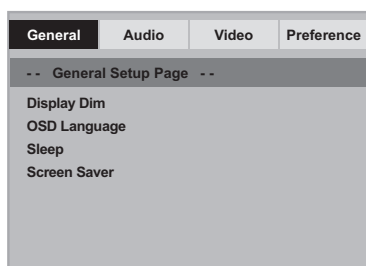 General Audio Video Preference
- - General Setup Page - -
Display Dim
OSD Language
Sleep
Screen Saver